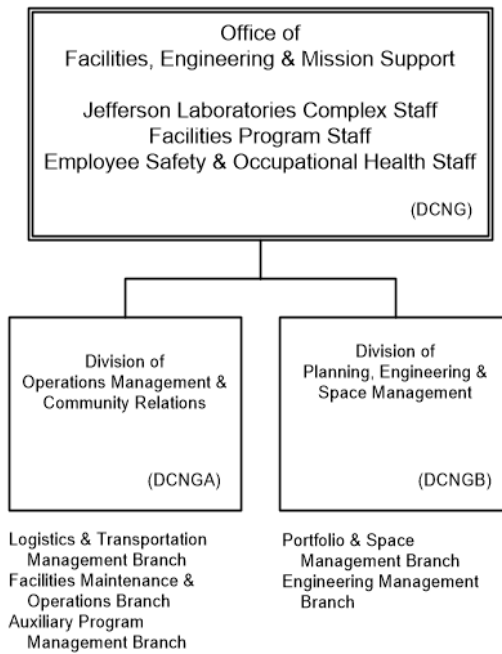 Office of
Facilities, Engineering & Mission Support
Jefferson Laboratories Complex Staff
Facilities Program Staff
Employee Safety & Occupational Health Staff
(DCNG)
Division of
Operations Management &
Community Relations
(DCNGA)
Logistics & Transportation
Management Branch
Facilities Maintenance &
Operations Branch
Auxiliary Program
Management Branch
Division of
Planning, Engineering &
Space Management
(DCNGB)
Portfolio & Space
Management Branch
Engineering Management
Branch